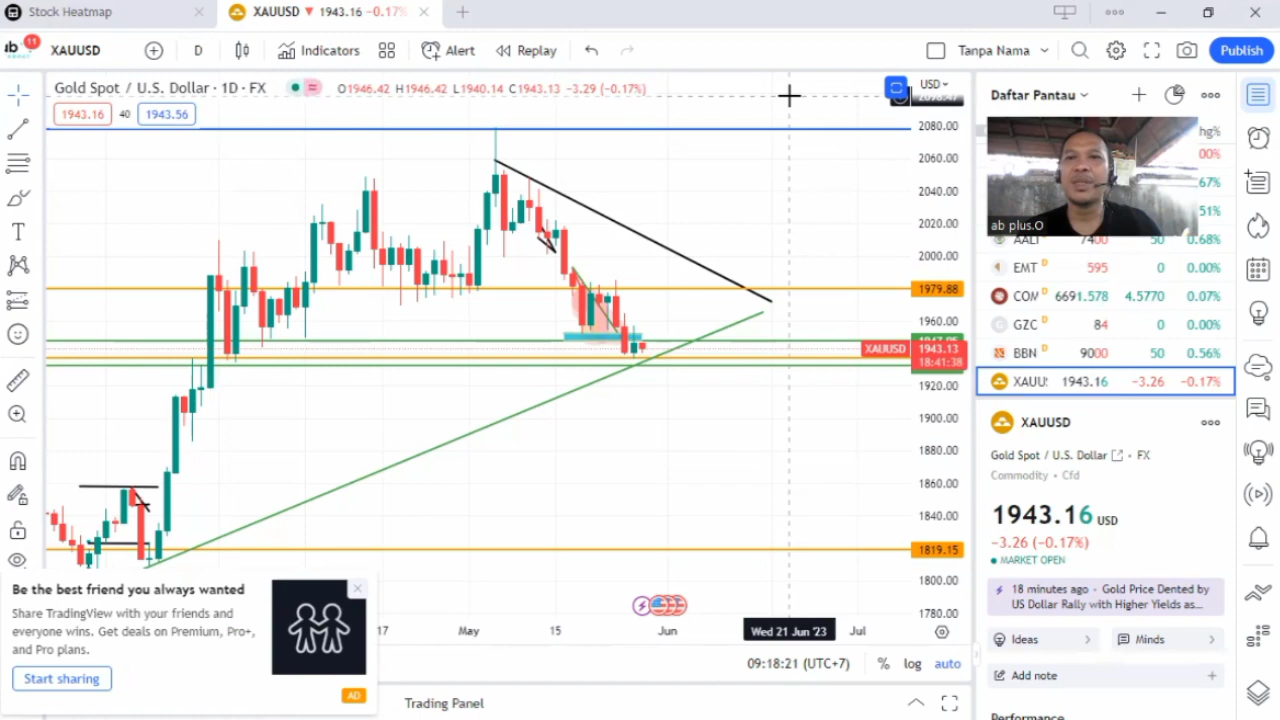 Stock Heatmap
XAUUSD ▼ 1943.16 −0.17%
11
XAUUSD
D
Indicators
Alert
Replay
Tanpa Nama
Publish
Gold Spot / U.S. Dollar · 1D · FX
O1946.42 H1946.42 L1940.14 C1943.13 −3.29 (−0.17%)
USD
1943.16
40
1943.56
2080.00
2060.00
2040.00
2020.00
2000.00
1979.88
1960.00
XAUUSD
1943.13
18:41:38
1920.00
1900.00
1880.00
1860.00
1840.00
1819.15
1800.00
1780.00
17
May
15
Jun
Wed 21 Jun '23
Jul
09:18:21 (UTC+7)
%
log
auto
Trading Panel
Be the best friend you always wanted
Share TradingView with your friends and
everyone wins. Get deals on Premium, Pro+,
and Pro plans.
Start sharing
AD
Daftar Pantau
hg%
00%
67%
51%
ab plus.O
AALI 7400 50 0.68%
EMT D 595 0 0.00%
COM D 6691.578 4.5770 0.07%
GZC D 84 0 0.00%
BBN D 9000 50 0.56%
XAUU 1943.16 −3.26 −0.17%
XAUUSD
Gold Spot / U.S. Dollar • FX
Commodity • Cfd
1943.16 USD
−3.26 (−0.17%)
MARKET OPEN
18 minutes ago • Gold Price Dented by
US Dollar Rally with Higher Yields as...
Ideas
Minds
Add note
Performance